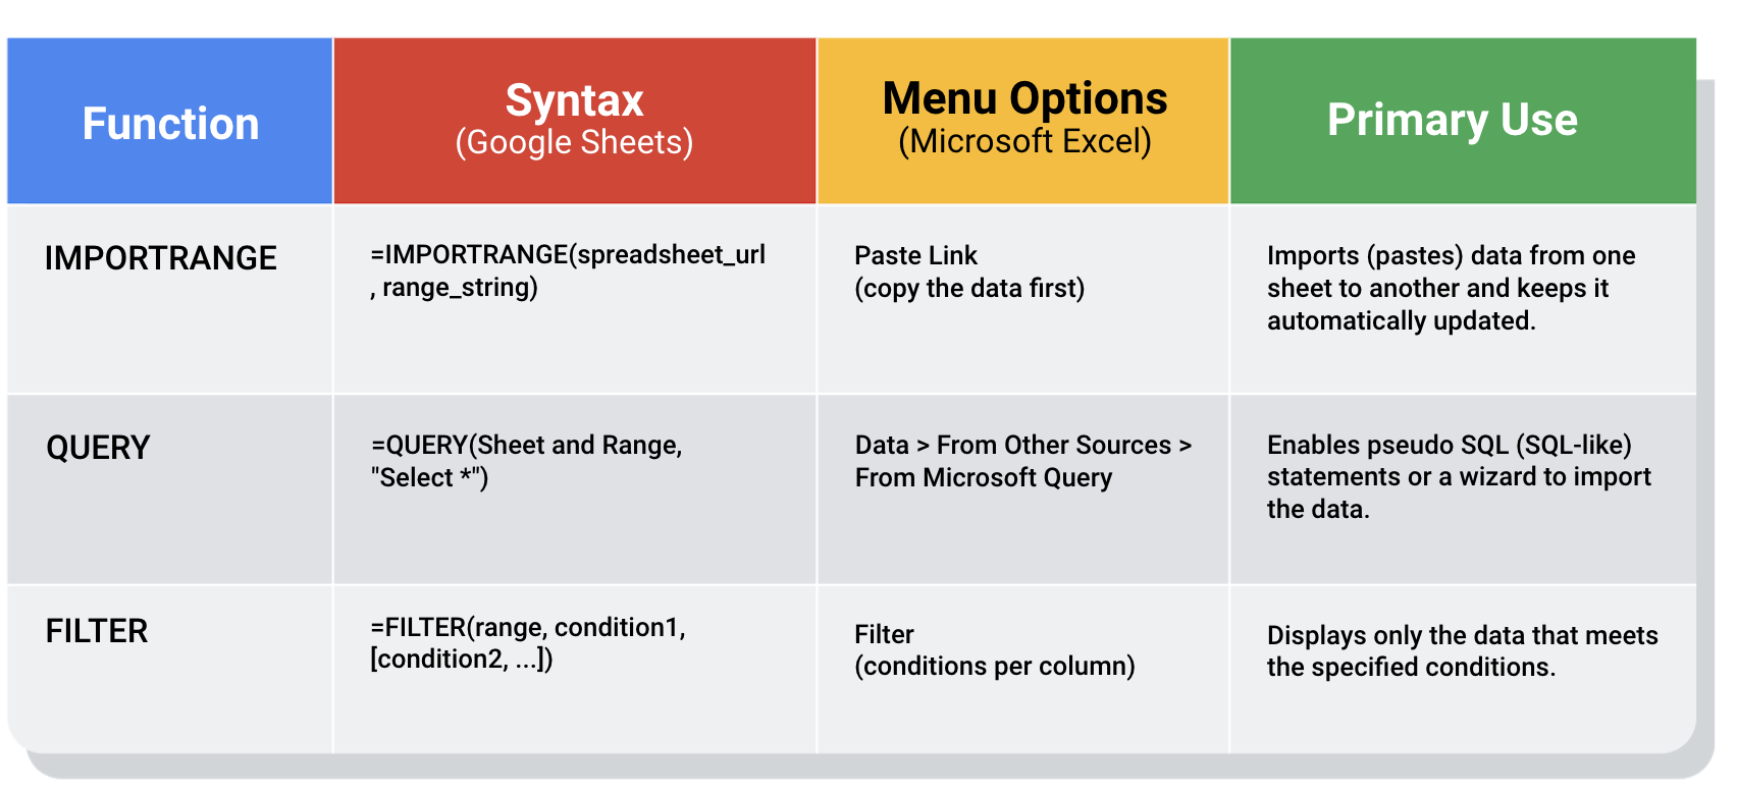 Function
Syntax
(Google Sheets)
Menu Options
(Microsoft Excel)
Primary Use
IMPORTRANGE
=IMPORTRANGE(spreadsheet_url
, range_string)
Paste Link
(copy the data first)
Imports (pastes) data from one
sheet to another and keeps it
automatically updated.
QUERY
=QUERY(Sheet and Range,
"Select *")
Data > From Other Sources >
From Microsoft Query
Enables pseudo SQL (SQL-like)
statements or a wizard to import
the data.
FILTER
=FILTER(range, condition1,
[condition2, ...])
Filter
(conditions per column)
Displays only the data that meets
the specified conditions.